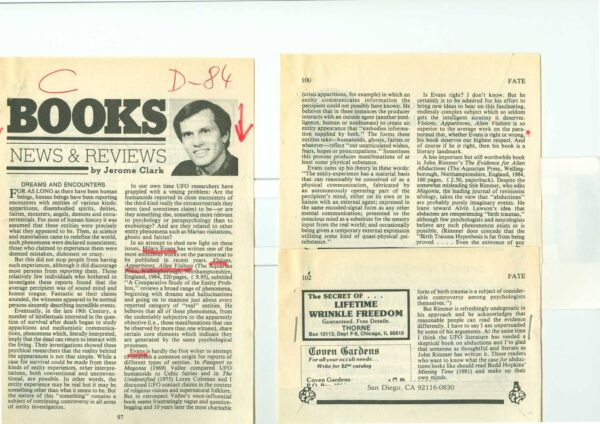 C D-84
BOOKS
NEWS & REVIEWS
by Jerome Clark
DREAMS AND ENCOUNTERS
FOR AS LONG as there have been human
beings, human beings have been reporting
encounters with entities of various kinds:
apparitions, disembodied spirits, deities,
fairies, monsters, angels, demons and extra-
terrestrials. For most of human history it was
assumed that these entities were precisely
what they appeared to be. Then, as science
and materialism came to redefine the world,
such phenomena were declared nonexistent;
those who claimed to experience them were
deemed mistaken, dishonest or crazy.
But this did not stop people from having
such experiences, although it did discourage
most persons from reporting them. Those
relatively few individuals who bothered to
investigate these reports found that the
average percipient was of sound mind and
not lying. Fantastic as their claims
sounded, the witnesses appeared to be normal
persons sincerely describing incredible events.
Eventually, in the late 19th Century, a
number of intellectuals interested in the ques-
tion of survival after death began to study
apparitions and mediumistic communica-
tions, phenomena which, literally interpreted,
imply that the dead can return to interact with
the living. Their investigations showed these
psychical researchers that the reality behind
the appearances is not that simple. While a
case for survival could be made from these
kinds of entity experiences, other interpreta-
tions, both conventional and unconven-
tional, are possible. In other words, the
entity experience may be real but it may be
something other than what it seems to be. But
the nature of this "something" remains a
subject of continuing controversy in all areas
of entity investigation.
In our own time UFO researchers have
grappled with a vexing problem: Are the
humanoids reported in close encounters of
the third kind really the extraterrestrials they
seem (and sometimes claim) to be—or are
they something else, something more relevant
to parapsychology or psychology than to
exobiology? And are they related to other
entity phenomena such as Marian visitations,
ghosts and fairies?
In an attempt to shed new light on these
issues, Hilary Evans has written one of the
most ambitious works on the paranormal to
be published in recent years. Visions,
Apparitions, Alien Visitors (The Aquarian
Press, Wellingborough, Northamptonshire,
England, 1984, 320 pages, £ 9.95), subtitled
"A Comparative Study of the Entity Prob-
lem," reviews a broad range of phenomena,
beginning with dreams and hallucinations
and going on to examine just about every
reported category of "real" entities. He
believes that all of these phenomena, from
the undeniably subjective to the apparently
objective (i.e., those manifestations that can
be observed by more than one witness), share
certain core elements which indicate they
are generated by the same psychological
processes.
Evans is hardly the first writer to attempt
a common origin for reports of
different types of entities. In Passport to
Magonia (1969) Vallee compared UFO
humanoids to Celtic fairies and in The
Unidentified (1975) Loren Coleman and I
discussed UFO contact claims in the context
of religious visions and national folklore.
But in retrospect Vallee's once-influential
book seems frustratingly vague and question-
begging and 10 years later the most charitable
97
100 FATE
(crisis apparitions, for example) in which an
entity communicates information the
percipient could not possibly have known. He
believes that in these instances the producer
interacts with an outside agent (another intel-
ligence, human or nonhuman) to create an
entity appearance that "embodies informa-
tion supplied by both." The forms these
entities take—humanoids, ghosts, fairies or
whatever—reflect "our unarticulated wishes,
fears, hopes or preoccupations." Sometimes
this process produces manifestations of at
least some physical substance.
Evans sums up his theory in these words:
"The entity experience has a material basis
that can reasonably be conceived of as a
physical communication, fabricated by
an autonomously operating part of the
percipient's mind, either on its own or in
liaison with an external agent; expressed in
the same encoded-signal form as any other
mental communication; presented to the
conscious mind as a substitute for the sensory
input from the real world; and occasionally
being given a temporary external expression
utilising some kind of quasi-physical psi-
substance."
Is Evans right? I don't know. But he
certainly is to be admired for his effort to
bring new ideas to bear on this fascinating,
endlessly complex subject which so seldom
gets the intelligent scrutiny it deserves.
Visions, Apparitions, Alien Visitors is so
superior to the average work on the para-
normal that, whether Evans is right or wrong,
his book deserves our highest respect. And
of course if he is right, then his book is a
literary landmark.
A less important but still worthwhile book
is John Rimmer's The Evidence for Alien
Abductions (The Aquarian Press, Welling-
borough, Northamptonshire, England, 1984,
160 pages, £ 2.50, paperback). Despite the
somewhat misleading title Rimmer, who edits
Magonia, the leading journal of revisionist
ufology, takes the view that "abductions"
are probably purely imaginary events. He
leans toward Alvin Lawson's idea that
abductees are reexperiencing "birth trauma,"
although few psychologists and neurologists
believe any such phenomenon exists or is
possible. (Rimmer does concede that the
"Birth Trauma Hypothesis is far from being
proved . . . Even the existence of any
102 FATE
The SECRET OF . . .
LIFETIME
WRINKLE FREEDOM
Guaranteed. Free Details.
THORNE
Box 10113, Dept F-6, Chicago, IL 60610
Coven Gardens
For all your occult needs . . .
Write for $2⁰⁰ catalog
Coven Gardens
form of birth trauma is a subject of consider-
able controversy among psychologists
themselves.")
But Rimmer is refreshingly undogmatic in
his approach and he acknowledges that
reasonable people can read the evidence
differently. I have to say I am unpersuaded
by some of his arguments. At the same time
I think the UFO literature has needed a
skeptical book on abductions and I'm glad
that someone as thoughtful and literate as
John Rimmer has written it. Those readers
who want to know what the case for abduc-
tions looks like should read Budd Hopkins'
Missing Time (1981) and make up their
own minds.
San Diego, CA 92116-0830